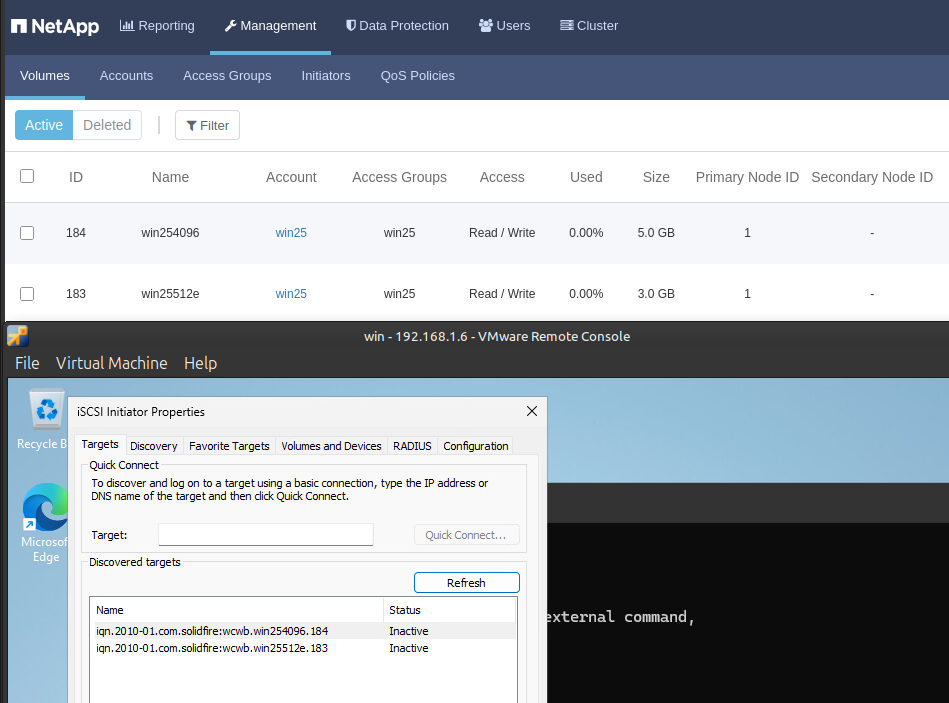 NetApp Reporting Management Data Protection Users Cluster
Volumes Accounts Access Groups Initiators QoS Policies
Active Deleted Filter
ID Name Account Access Groups Access Used Size Primary Node ID Secondary Node ID
184 win254096 win25 win25 Read / Write 0.00% 5.0 GB 1 -
183 win25512e win25 win25 Read / Write 0.00% 3.0 GB 1 -
win - 192.168.1.6 - VMware Remote Console
File Virtual Machine Help
Recycle B
Microsof
Edge
iSCSI Initiator Properties
Targets Discovery Favorite Targets Volumes and Devices RADIUS Configuration
Quick Connect
To discover and log on to a target using a basic connection, type the IP address or
DNS name of the target and then click Quick Connect.
Target: Quick Connect...
Discovered targets
Refresh
Name Status
iqn.2010-01.com.solidfire:wcwb.win254096.184 Inactive
iqn.2010-01.com.solidfire:wcwb.win25512e.183 Inactive
external command,